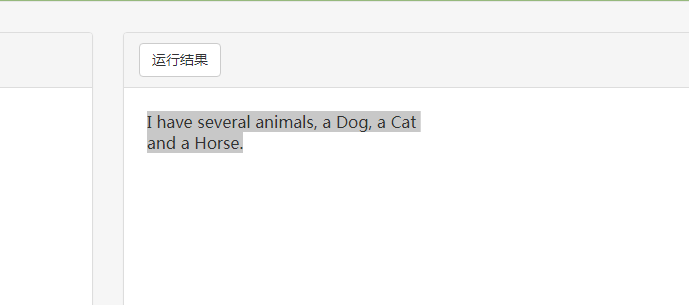 运行结果
I have several animals, a Dog, a Cat
and a Horse.